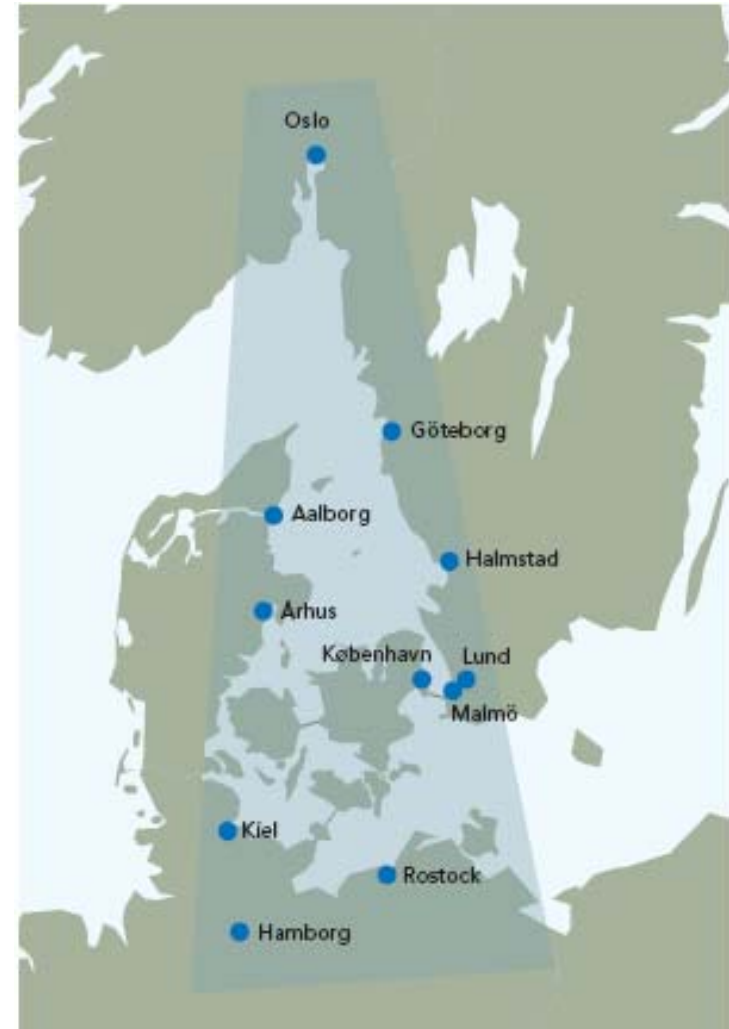 Oslo
Göteborg
Aalborg
Halmstad
Århus
København
Lund
Malmö
Kiel
Rostock
Hamborg